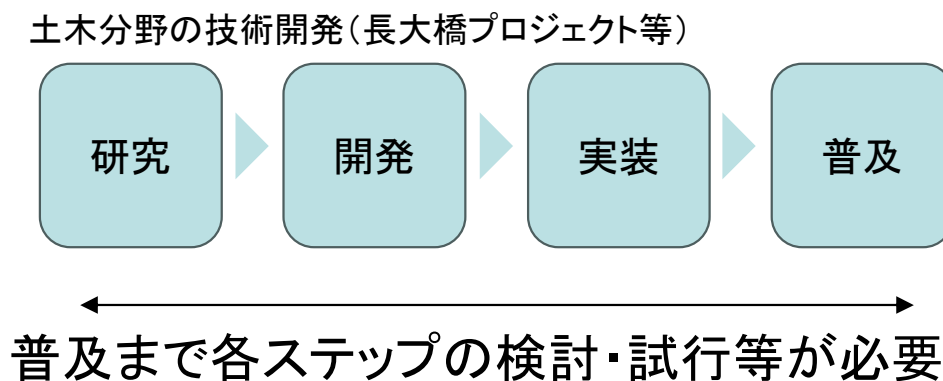 土木分野の技術開発(長大橋プロジェクト等)
研究
開発
実装
普及
普及まで各ステップの検討・試行等が必要